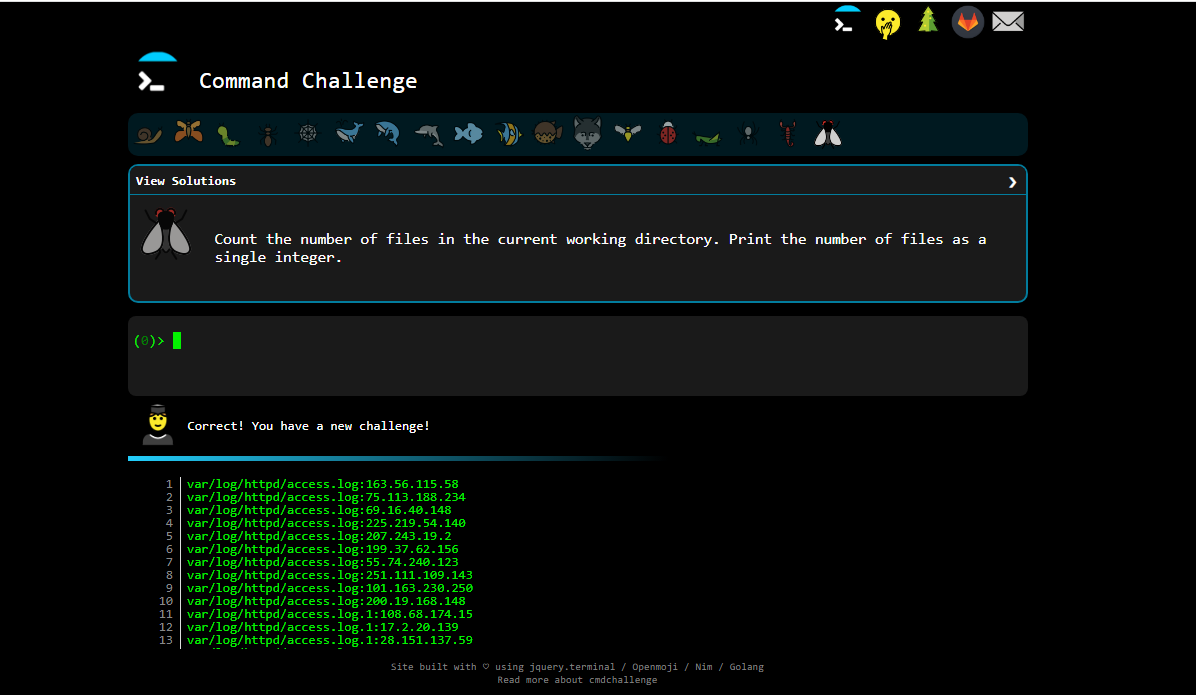 Command Challenge
View Solutions
Count the number of files in the current working directory. Print the number of files as a
single integer.
(0)>
Correct! You have a new challenge!
1 var/log/httpd/access.log:163.56.115.58
2 var/log/httpd/access.log:75.113.188.234
3 var/log/httpd/access.log:69.16.40.148
4 var/log/httpd/access.log:225.219.54.140
5 var/log/httpd/access.log:207.243.19.2
6 var/log/httpd/access.log:199.37.62.156
7 var/log/httpd/access.log:55.74.240.123
8 var/log/httpd/access.log:251.111.109.143
9 var/log/httpd/access.log:101.163.230.250
10 var/log/httpd/access.log:200.19.168.148
11 var/log/httpd/access.log.1:108.68.174.15
12 var/log/httpd/access.log.1:17.2.20.139
13 var/log/httpd/access.log.1:28.151.137.59
Site built with ♡ using jquery.terminal / Openmoji / Nim / Golang
Read more about cmdchallenge